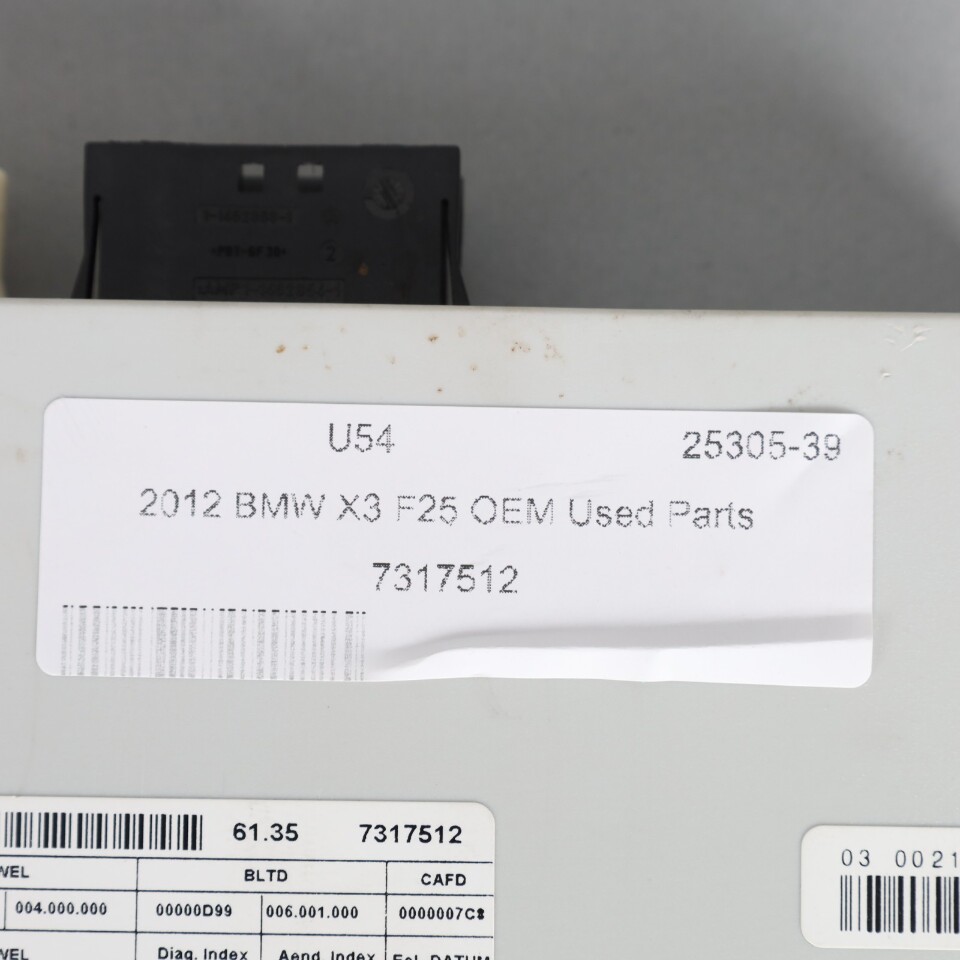 U54 25305-39
2012 BMW X3 F25 OEM Used Parts
7317512
61.35 7317512
BLTD CAFD
004.000.000 00000D99 006.001.000 0000007C8
Diag. Index Aend. Index
03 0021